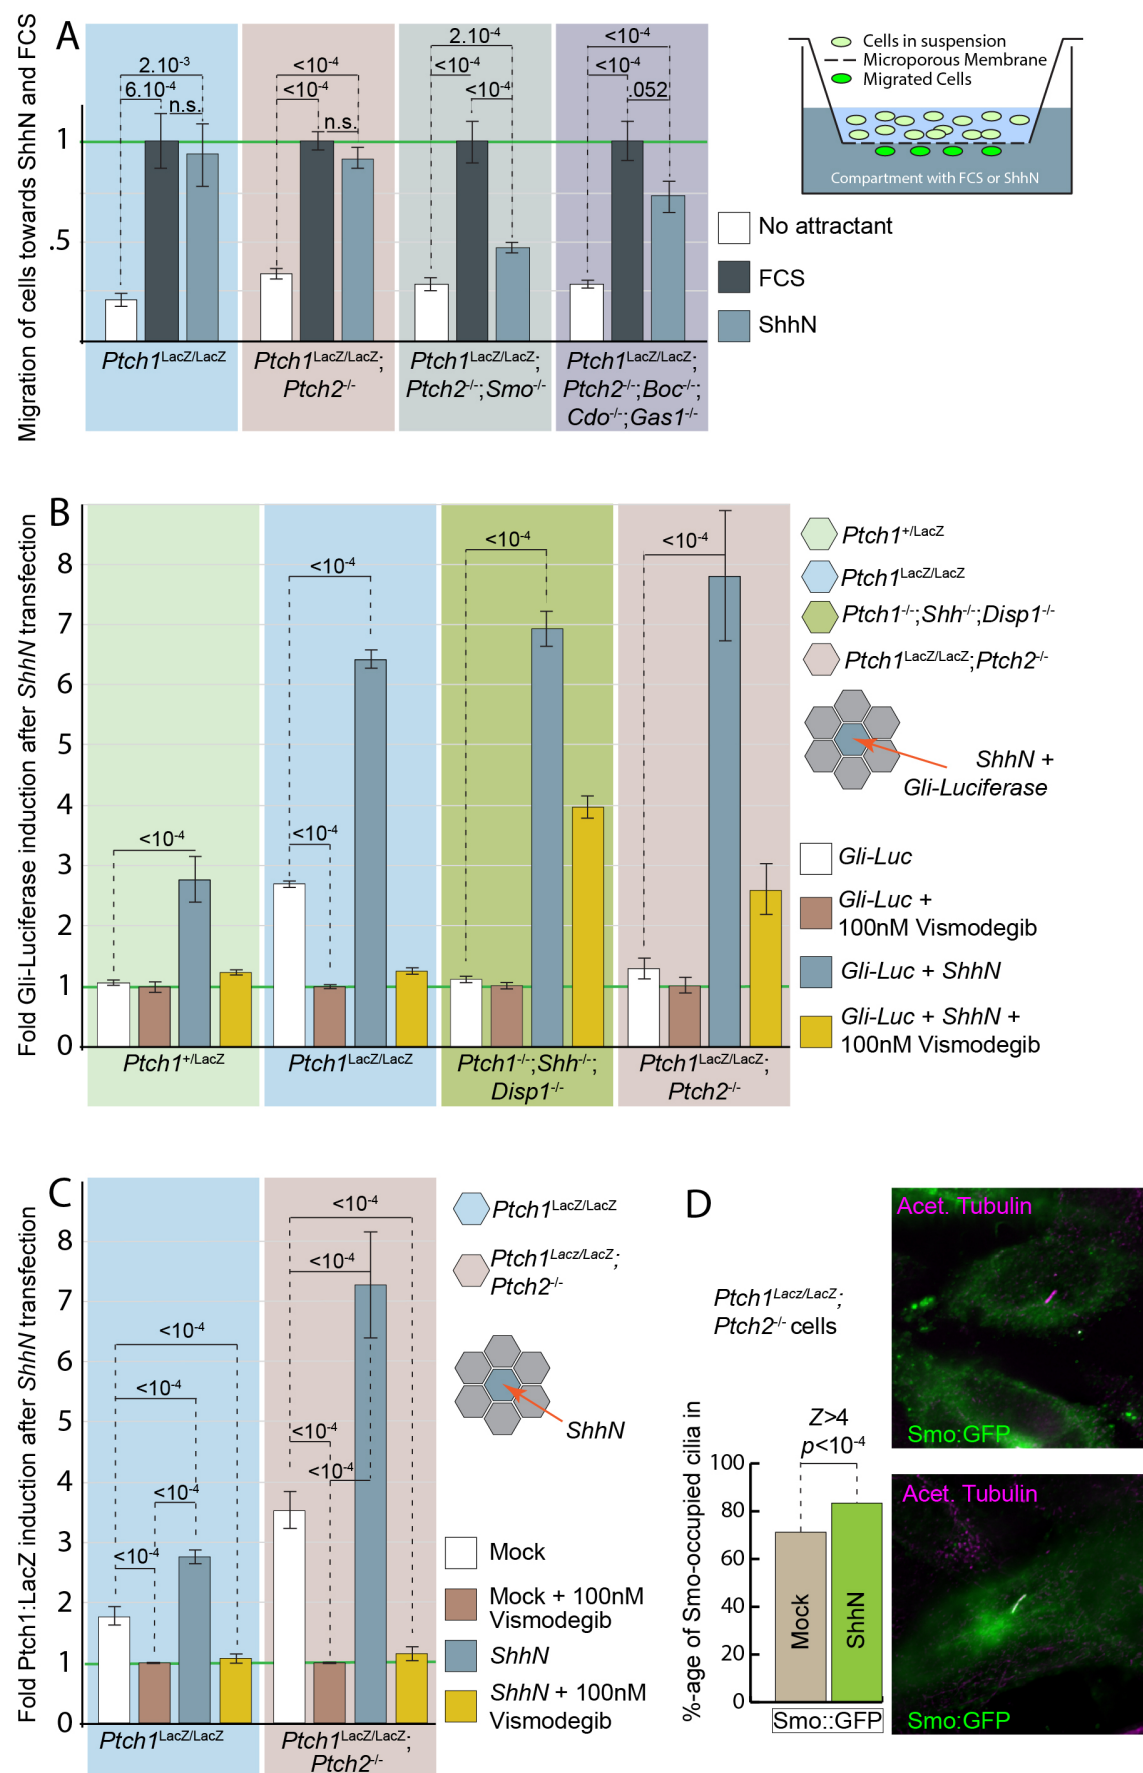 A
Migration of cells towards ShhN and FCS
1
.5
2.10-3
6.10-4
n.s.
<10-4
<10-4
n.s.
2.10-4
<10-4
<10-4
<10-4
<10-4
.052
Ptch1LacZ/LacZ
Ptch1LacZ/LacZ;
Ptch2-/-
Ptch1LacZ/LacZ;
Ptch2-/-;Smo-/-
Ptch1LacZ/LacZ;
Ptch2-/-;Boc-/-;
Cdo-/-;Gas1-/-
Cells in suspension
Microporous Membrane
Migrated Cells
Compartment with FCS or ShhN
No attractant
FCS
ShhN
B
Fold Gli-Luciferase induction after ShhN transfection
8
7
6
5
4
3
2
1
0
<10-4
<10-4
<10-4
<10-4
<10-4
Ptch1+/LacZ
Ptch1LacZ/LacZ
Ptch1-/-;Shh-/-;
Disp1-/-
Ptch1LacZ/LacZ;
Ptch2-/-
Ptch1+/LacZ
Ptch1LacZ/LacZ
Ptch1-/-;Shh-/-;Disp1-/-
Ptch1LacZ/LacZ;Ptch2-/-
ShhN +
Gli-Luciferase
Gli-Luc
Gli-Luc +
100nM Vismodegib
Gli-Luc + ShhN
Gli-Luc + ShhN +
100nM Vismodegib
C
Fold Ptch1:LacZ induction after ShhN transfection
8
7
6
5
4
3
2
1
0
<10-4
<10-4
<10-4
<10-4
<10-4
<10-4
<10-4
<10-4
Ptch1LacZ/LacZ
Ptch1LacZ/LacZ;
Ptch2-/-
Ptch1LacZ/LacZ
Ptch1Lacz/LacZ;
Ptch2-/-
ShhN
Mock
Mock + 100nM
Vismodegib
ShhN
ShhN + 100nM
Vismodegib
D
Ptch1Lacz/LacZ;
Ptch2-/- cells
%-age of Smo-occupied cilia in
100
80
60
40
20
0
Z>4
p<10-4
Mock
ShhN
Smo::GFP
Acet. Tubulin
Smo:GFP
Acet. Tubulin
Smo:GFP